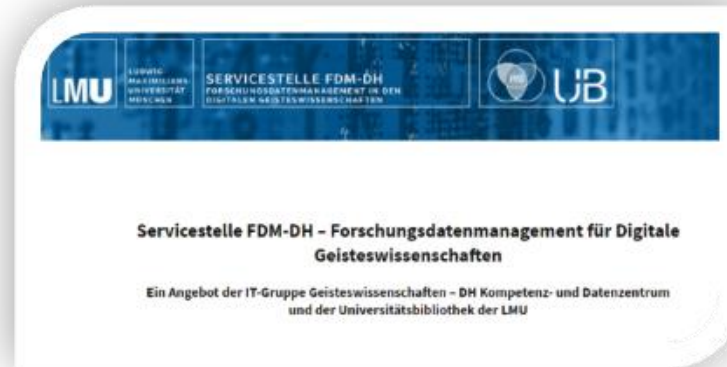 LMU
LUDWIG-
MAXIMILIANS-
UNIVERSITÄT
MÜNCHEN
SERVICESTELLE FDM-DH
FORSCHUNGSDATENMANAGEMENT IN DEN
DIGITALEN GEISTESWISSENSCHAFTEN
UB
Servicestelle FDM-DH – Forschungsdatenmanagement für Digitale
Geisteswissenschaften
Ein Angebot der IT-Gruppe Geisteswissenschaften – DH Kompetenz- und Datenzentrum
und der Universitätsbibliothek der LMU